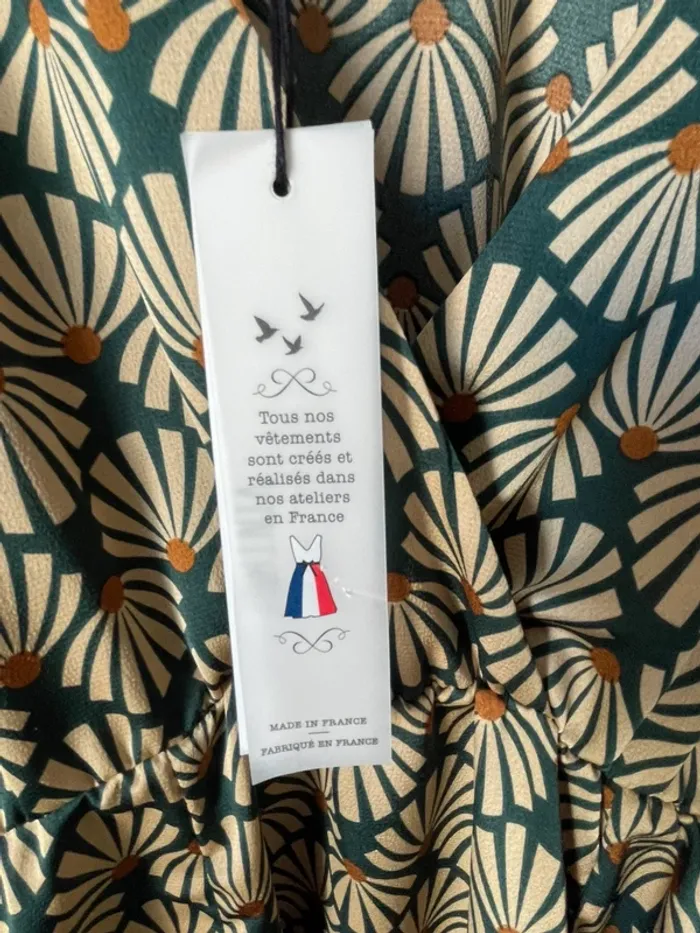 Tous nos
vêtements
sont créés et
réalisés dans
nos ateliers
en France
MADE IN FRANCE
FABRIQUÉ EN FRANCE